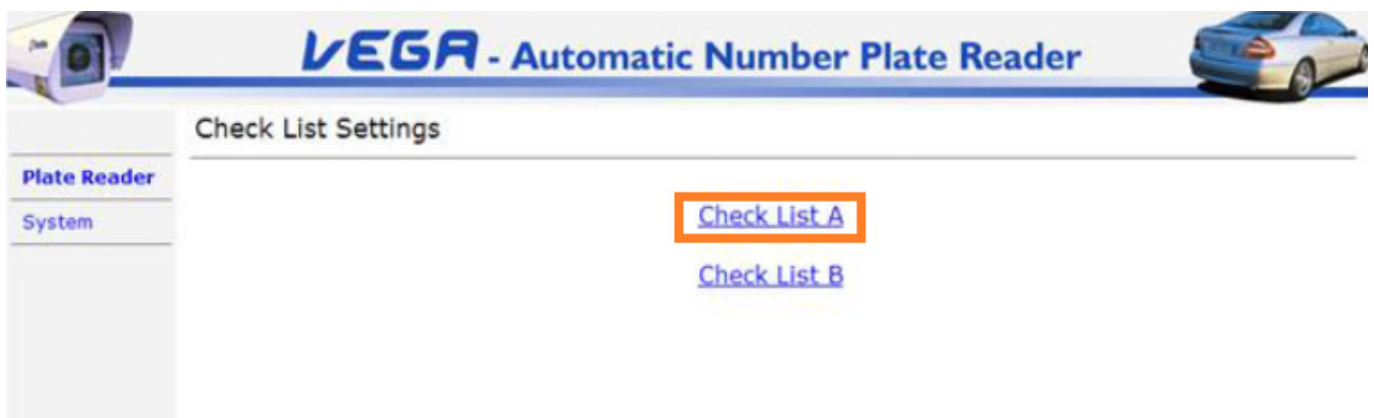 VEGA - Automatic Number Plate Reader
Check List Settings
Plate Reader
System
Check List A
Check List B